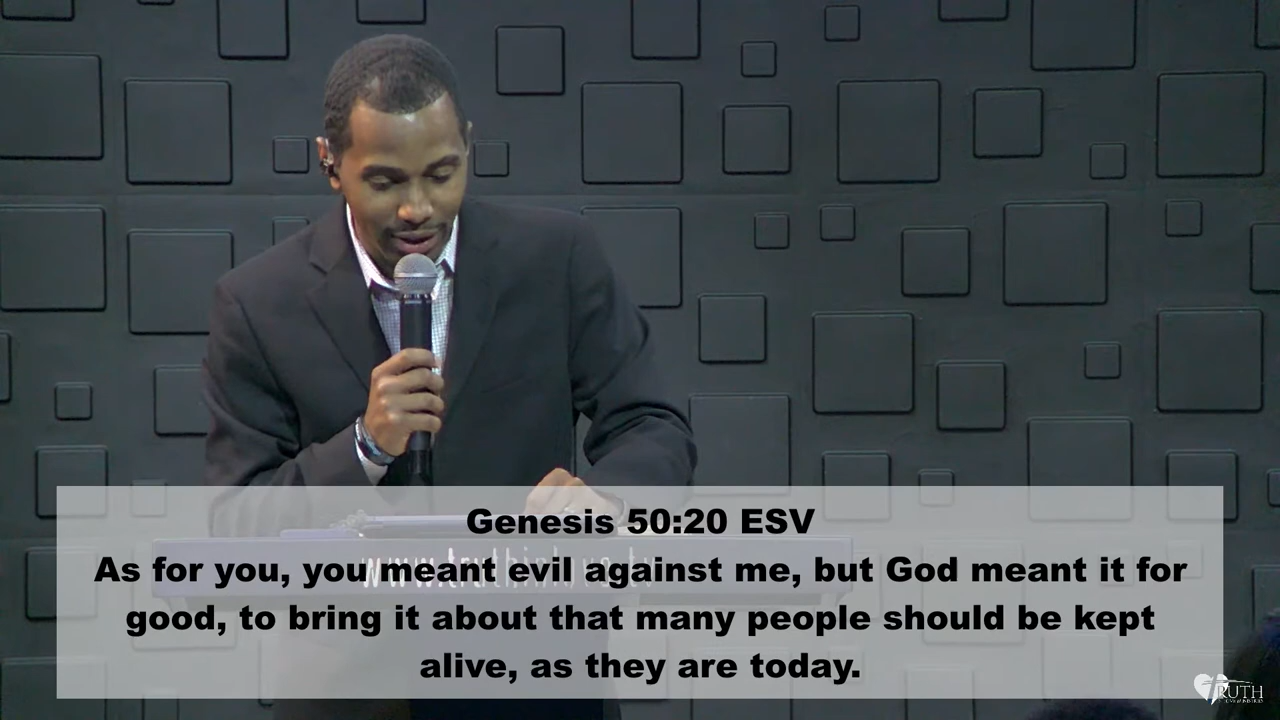 Genesis 50:20 ESV
As for you, you meant evil against me, but God meant it for
good, to bring it about that many people should be kept
alive, as they are today.
RUTH